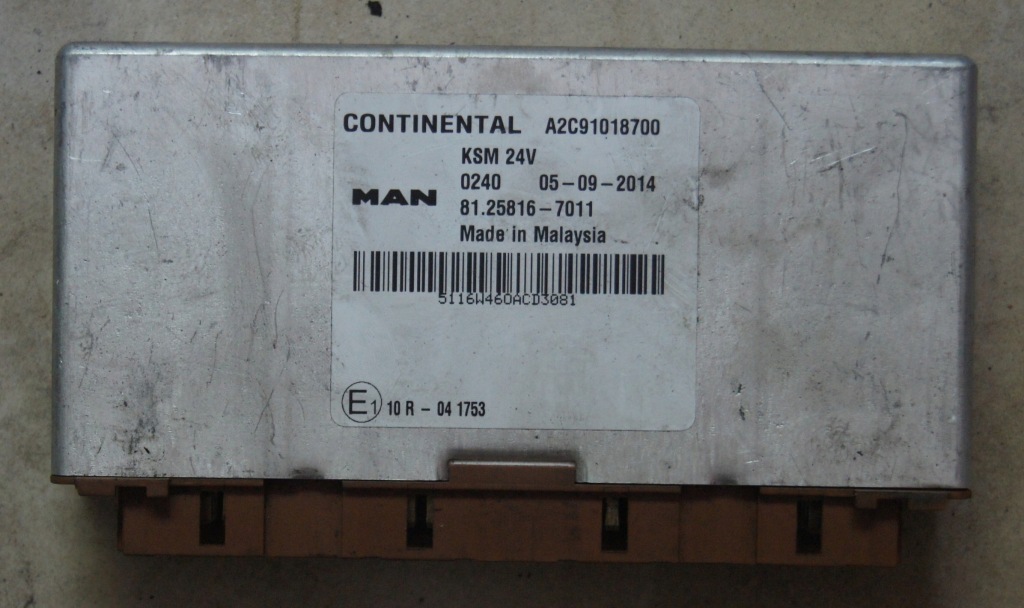 CONTINENTAL A2C91018700
KSM 24V
0240 05-09-2014
MAN
81.25816-7011
Made in Malaysia
5116W460ACD3081
E1 10 R - 04 1753